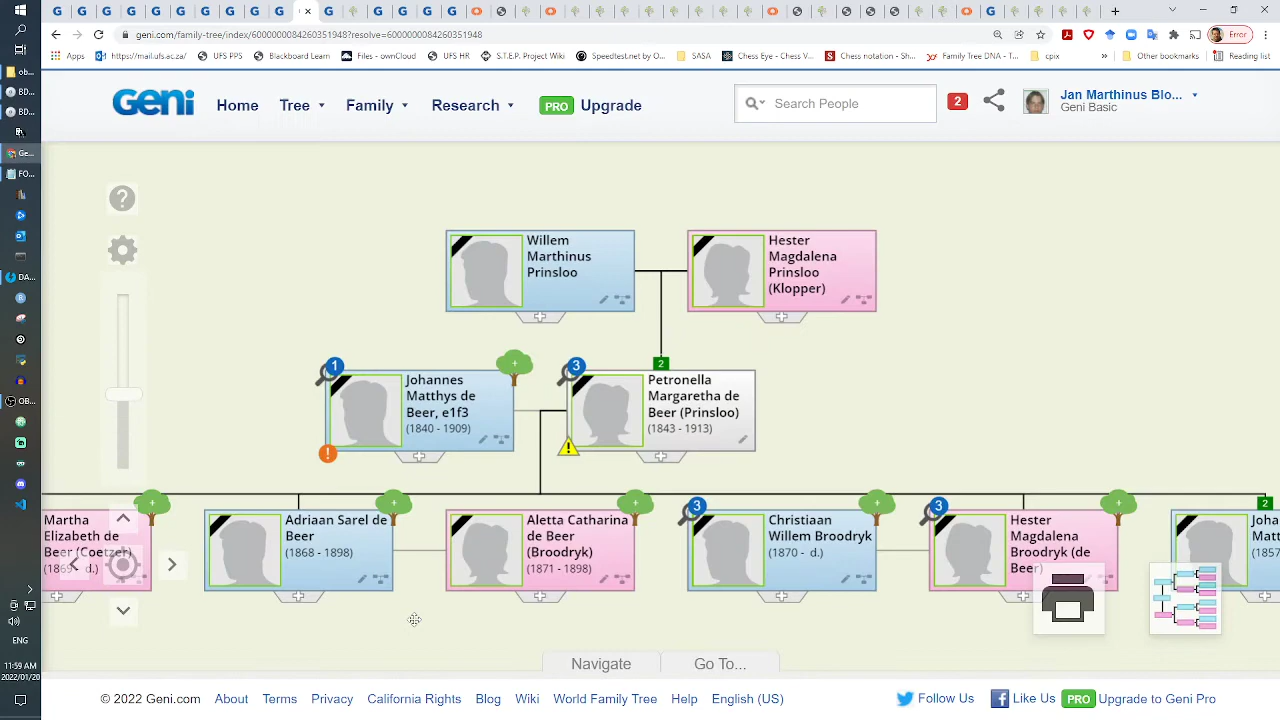 geni.com/family-tree/6000000084260351948?resolve=6000000084260351948
Error
Apps
https://mail.ufs.ac.za/
UFS PPS
Blackboard Learn
Files - ownCloud
UFS HR
S.T.E.P. Project Wiki
Speedtest.net by O...
SASA
Chess Eye - Chess V...
Chess notation - Sh...
Family Tree DNA - T...
cpix
»
Other bookmarks
Reading list
Geni
Home
Tree
Family
Research
PRO Upgrade
Search People
2
Jan Marthinus Blo...
Geni Basic
Willem
Marthinus
Prinsloo
Hester
Magdalena
Prinsloo
(Klopper)
1
Johannes
Matthys de
Beer, e1f3
(1840 - 1909)
3
2
Petronella
Margaretha de
Beer (Prinsloo)
(1843 - 1913)
Martha
Elizabeth de
Beer (Coetzer)
Adriaan Sarel de
Beer
(1868 - 1898)
Aletta Catharina
de Beer
(Broodryk)
(1871 - 1898)
3
Christiaan
Willem Broodryk
(1870 - d.)
3
Hester
Magdalena
Broodryk (de
Beer)
2
(1857
Navigate
Go To...
ENG
11:59 AM
2022/01/20
© 2022 Geni.com
About
Terms
Privacy
California Rights
Blog
Wiki
World Family Tree
Help
English (US)
Follow Us
Like Us
PRO Upgrade to Geni Pro